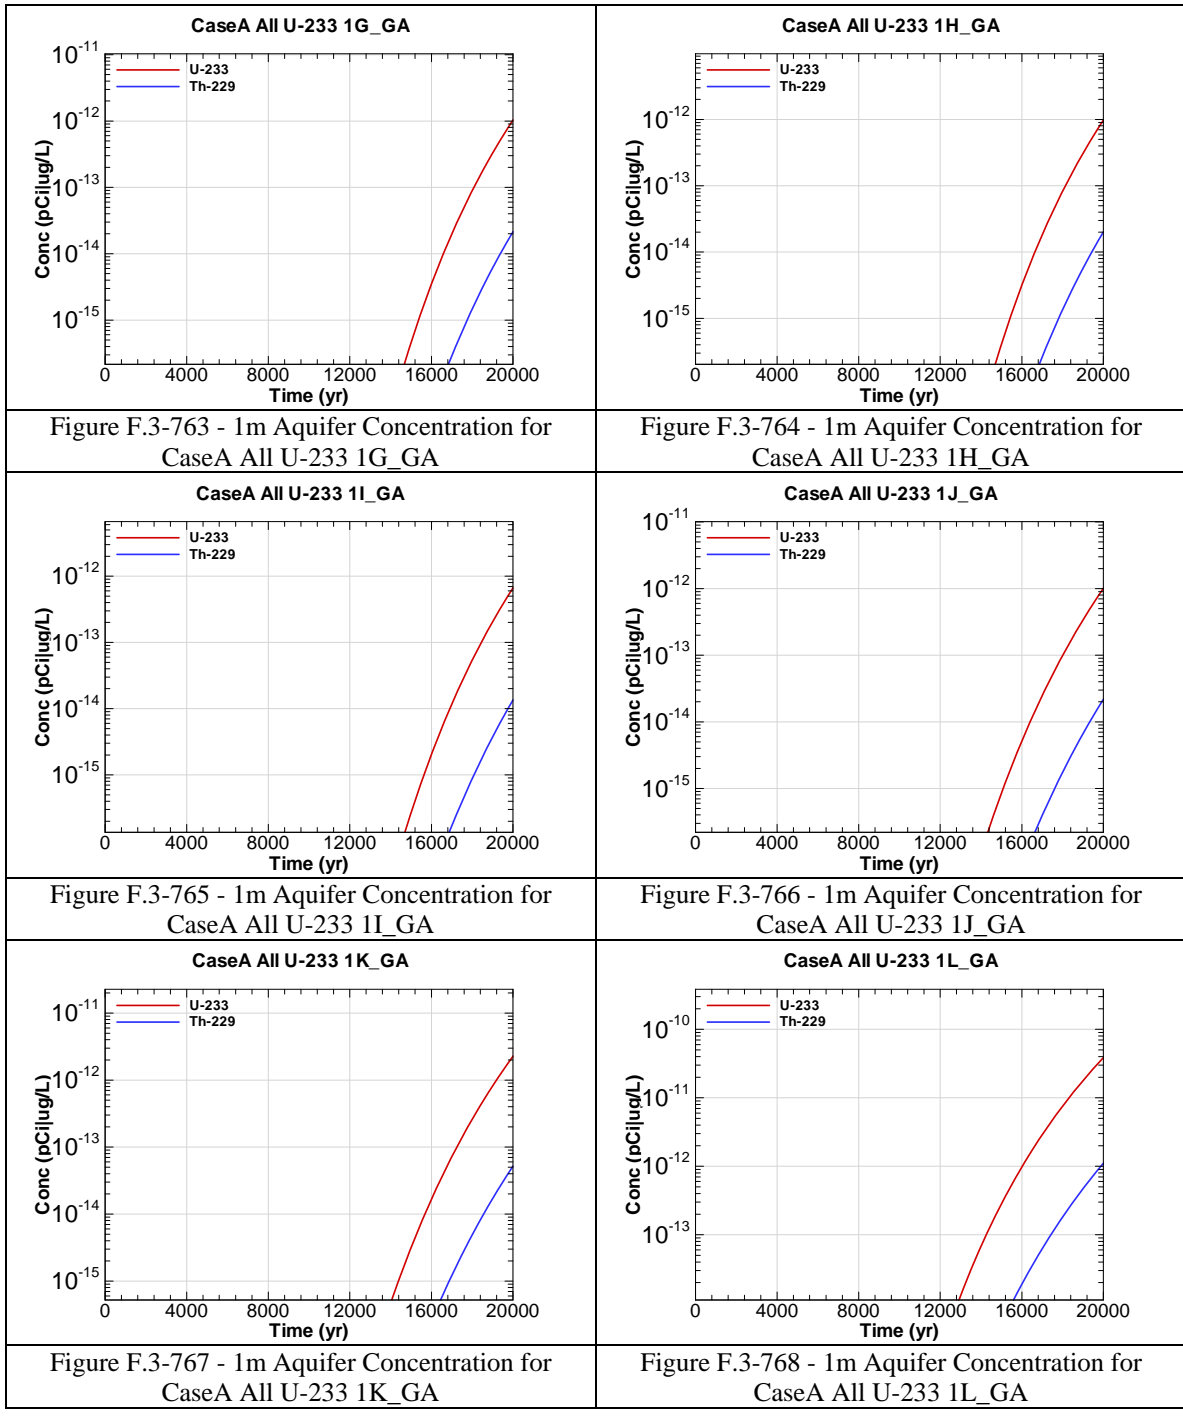 CaseA All U-233 1G_GA
U-233
Th-229
10-11
10-12
10-13
10-14
10-15
Conc (pCi|ug/L)
0 4000 8000 12000 16000 20000
Time (yr)
Figure F.3-763 - 1m Aquifer Concentration for
CaseA All U-233 1G_GA
CaseA All U-233 1H_GA
U-233
Th-229
10-12
10-13
10-14
10-15
Conc (pCi|ug/L)
0 4000 8000 12000 16000 20000
Time (yr)
Figure F.3-764 - 1m Aquifer Concentration for
CaseA All U-233 1H_GA
CaseA All U-233 1I_GA
U-233
Th-229
10-12
10-13
10-14
10-15
Conc (pCi|ug/L)
0 4000 8000 12000 16000 20000
Time (yr)
Figure F.3-765 - 1m Aquifer Concentration for
CaseA All U-233 1I_GA
CaseA All U-233 1J_GA
U-233
Th-229
10-11
10-12
10-13
10-14
10-15
Conc (pCi|ug/L)
0 4000 8000 12000 16000 20000
Time (yr)
Figure F.3-766 - 1m Aquifer Concentration for
CaseA All U-233 1J_GA
CaseA All U-233 1K_GA
U-233
Th-229
10-11
10-12
10-13
10-14
10-15
Conc (pCi|ug/L)
0 4000 8000 12000 16000 20000
Time (yr)
Figure F.3-767 - 1m Aquifer Concentration for
CaseA All U-233 1K_GA
CaseA All U-233 1L_GA
U-233
Th-229
10-10
10-11
10-12
10-13
Conc (pCi|ug/L)
0 4000 8000 12000 16000 20000
Time (yr)
Figure F.3-768 - 1m Aquifer Concentration for
CaseA All U-233 1L_GA